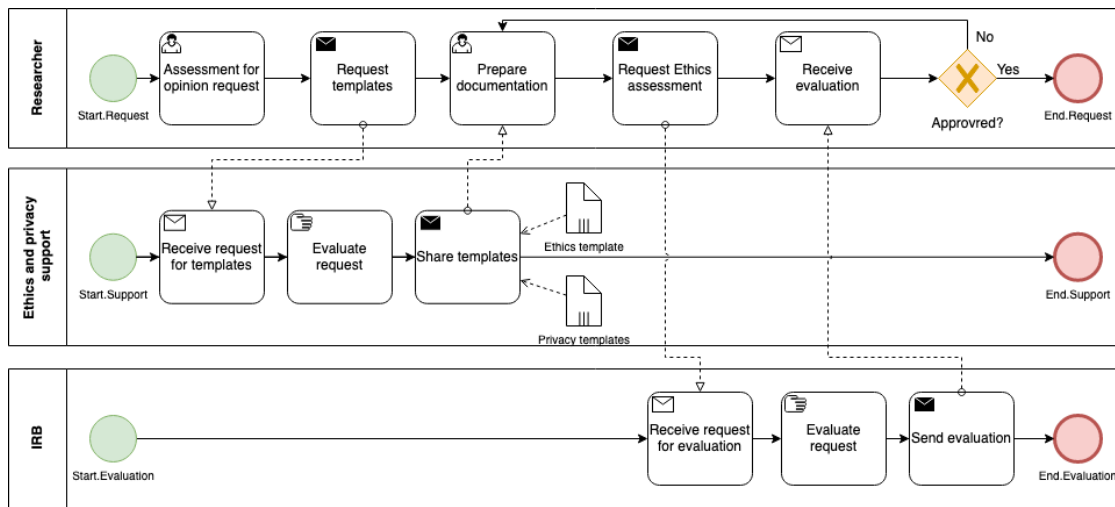 Researcher
Start.Request
Assessment for
opinion request
Request
templates
Prepare
documentation
Request Ethics
assessment
Receive
evaluation
No
Yes
Approvred?
End.Request
Ethics and privacy
support
Start.Support
Receive request
for templates
Evaluate
request
Share templates
Ethics template
Privacy templates
End.Support
IRB
Start.Evaluation
Receive request
for evaluation
Evaluate
request
Send evaluation
End.Evaluation